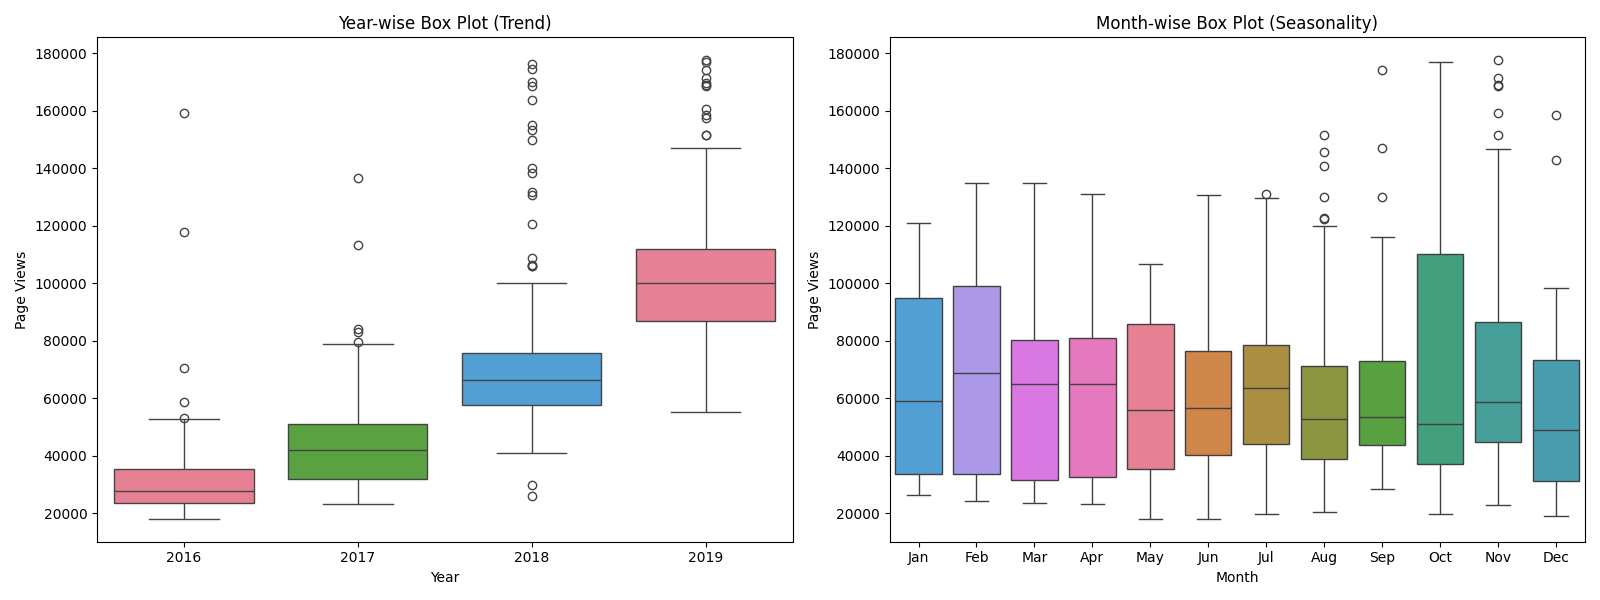 Year-wise Box Plot (Trend)
Page Views
180000
160000
140000
120000
100000
80000
60000
40000
20000
2016 2017 2018 2019
Year
Month-wise Box Plot (Seasonality)
Page Views
180000
160000
140000
120000
100000
80000
60000
40000
20000
Jan Feb Mar Apr May Jun Jul Aug Sep Oct Nov Dec
Month